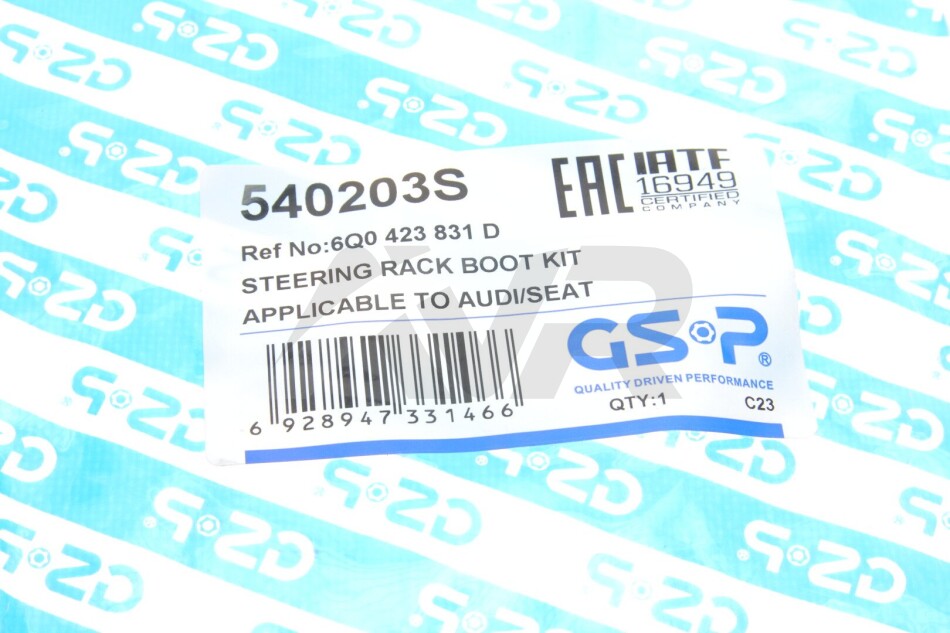 540203S
EAC
IATF
16949
CERTIFIED
COMPANY
Ref No:6Q0 423 831 D
STEERING RACK BOOT KIT
APPLICABLE TO AUDI/SEAT
GSP®
QUALITY DRIVEN PERFORMANCE
QTY:1
C23
6 928947 331466